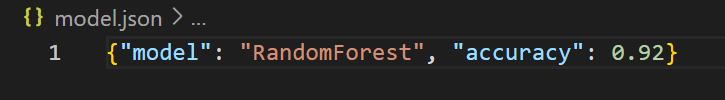 {} model.json > ...
1 {"model": "RandomForest", "accuracy": 0.92}